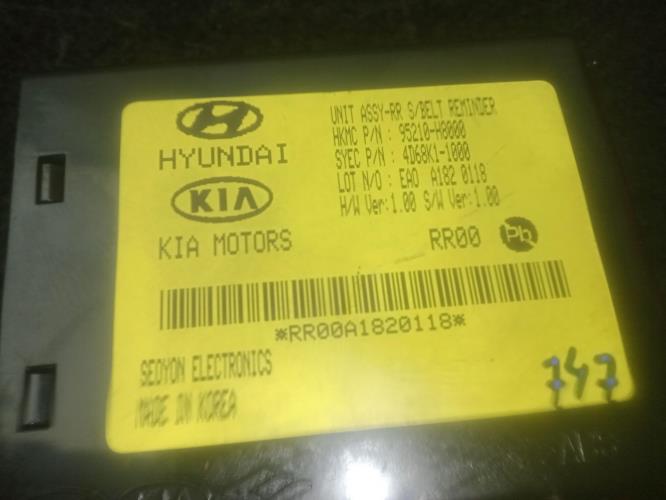 HYUNDAI
KIA
KIA MOTORS
UNIT ASSY-RR S/BELT REMINDER
HKMC P/N : 95210-H8000
SYEC P/N : 4D68K1-1000
LOT N/O : EAO A182 0118
H/W Ver:1.00 S/W Ver:1.00
RR00 Pb
*RR00A1820118*
SEOYON ELECTRONICS
MADE IN KOREA
747